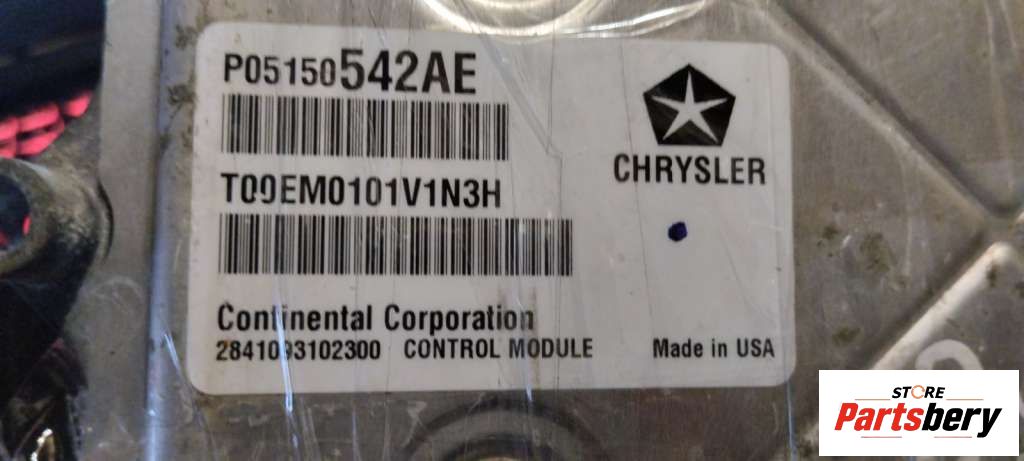 P05150542AE
CHRYSLER
T09EM0101V1N3H
Continental Corporation
2841093102300 CONTROL MODULE Made in USA
STORE
Partsbery